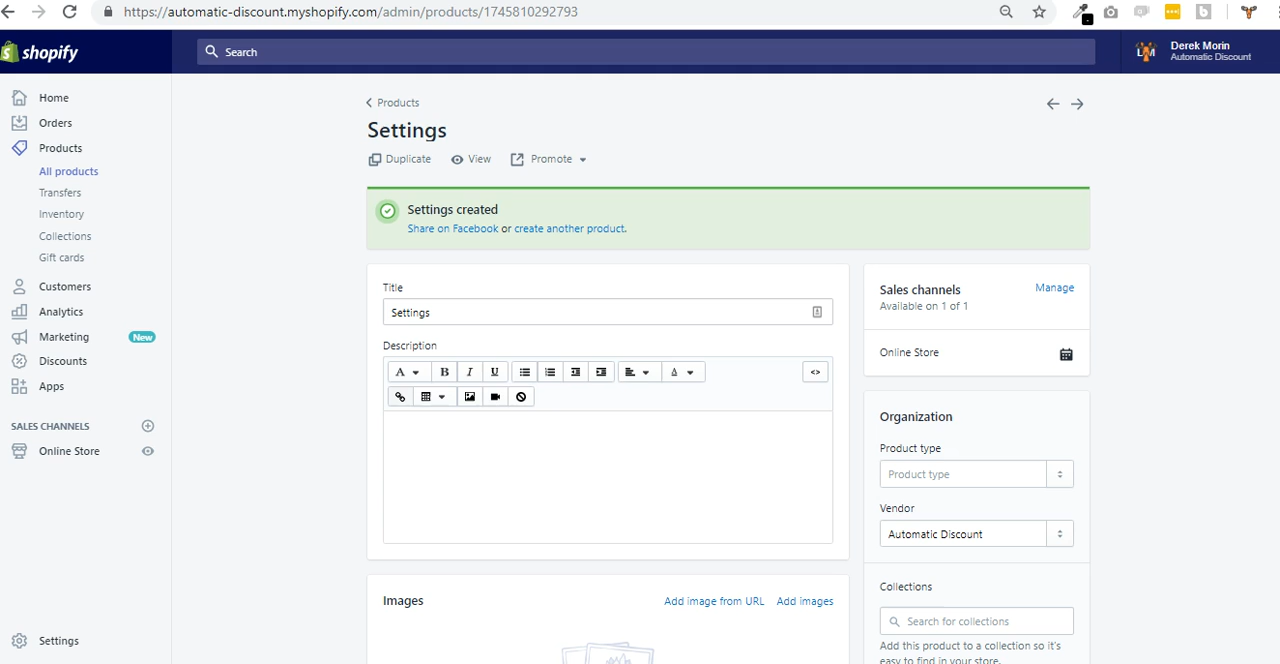 https://automatic-discount.myshopify.com/admin/products/1745810292793
shopify
Search
Derek Morin
Automatic Discount
Home
Orders
Products
All products
Transfers
Inventory
Collections
Gift cards
Customers
Analytics
Marketing New
Discounts
Apps
SALES CHANNELS
Online Store
Settings
Products
Settings
Duplicate View Promote
Settings created
Share on Facebook or create another product.
Title
Settings
Description
A B I U A <>
Images Add image from URL Add images
Sales channels Manage
Available on 1 of 1
Online Store
Organization
Product type
Product type
Vendor
Automatic Discount
Collections
Search for collections
Add this product to a collection so it's
easy to find in your store.